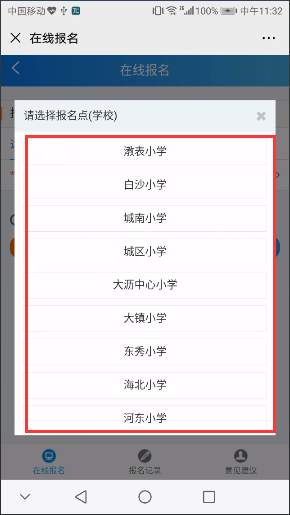 中国移动 100% 中午11:32
在线报名
在线报名
请选择报名点(学校)
漖表小学
白沙小学
城南小学
城区小学
大沥中心小学
大镇小学
东秀小学
海北小学
河东小学
在线报名 报名记录 意见建议